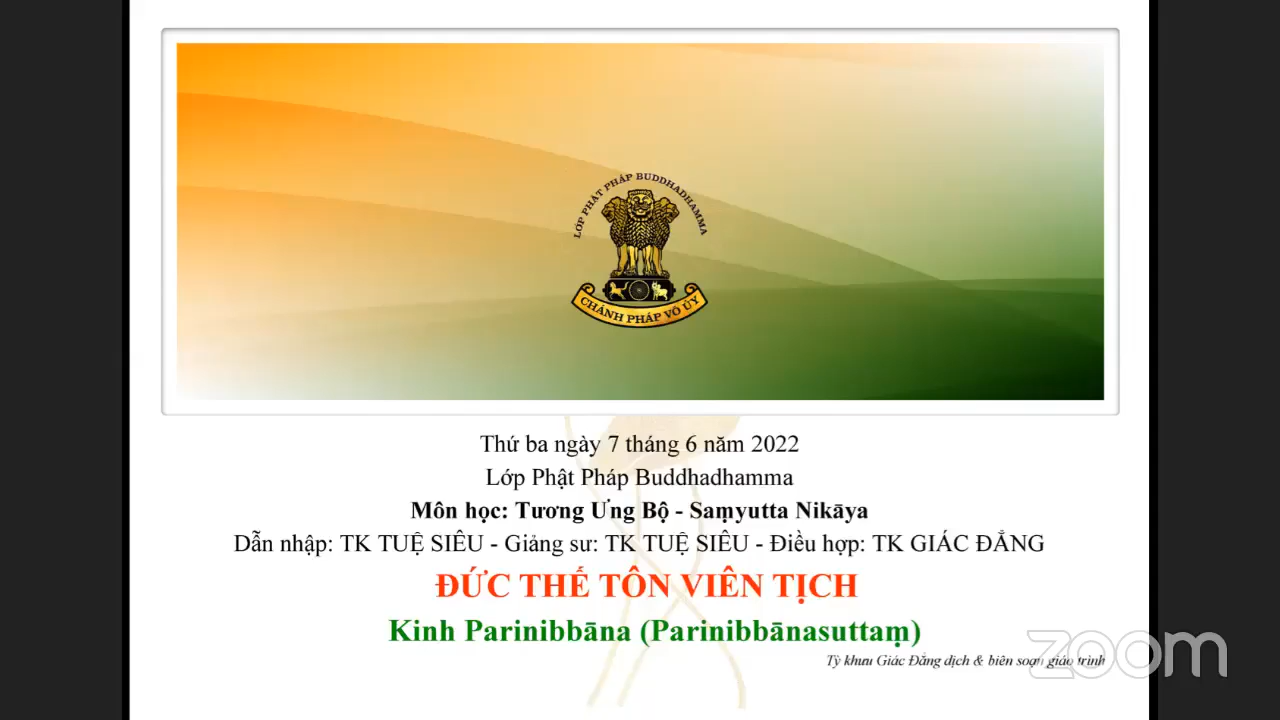 LỚP PHẬT PHÁP BUDDHADHAMMA
CHÁNH PHÁP VÔ ÚY
Thứ ba ngày 7 tháng 6 năm 2022
Lớp Phật Pháp Buddhadhamma
Môn học: Tương Ưng Bộ - Saṃyutta Nikāya
Dẫn nhập: TK TUỆ SIÊU - Giảng sư: TK TUỆ SIÊU - Điều hợp: TK GIÁC ĐẲNG
ĐỨC THẾ TÔN VIÊN TỊCH
Kinh Parinibbāna (Parinibbānasuttaṃ)
Tỳ khưu Giác Đẳng dịch & biên soạn giáo trình
zoom